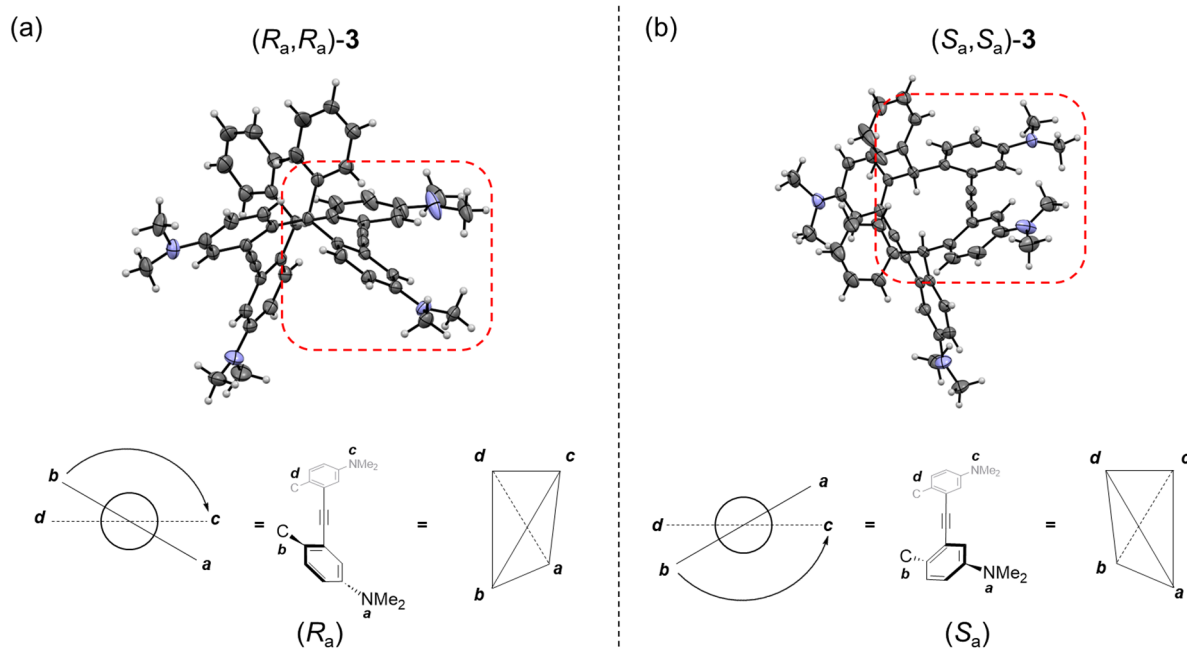 (a)
(Rₐ,Rₐ)-3
b
d
c
a
=
d
c
NMe₂
C
C
b
NMe₂
a
=
d
c
a
b
(Rₐ)
(b)
(Sₐ,Sₐ)-3
a
d
c
b
=
d
c
NMe₂
C
C
b
NMe₂
a
=
d
c
b
a
(Sₐ)